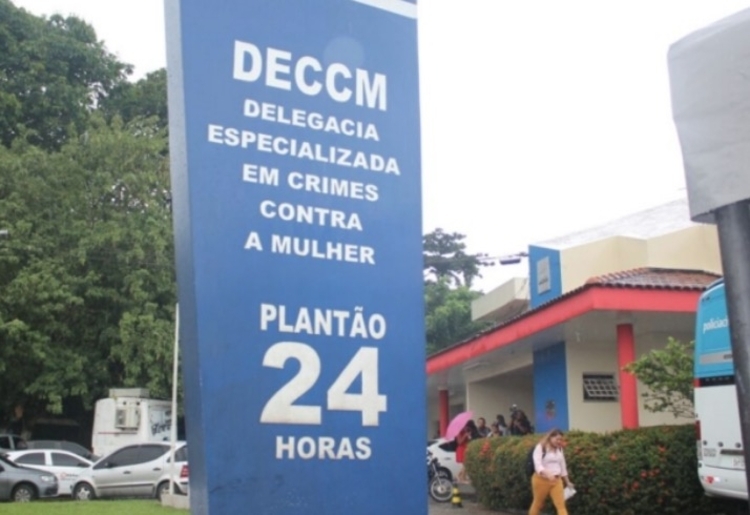 DECCM
DELEGACIA
ESPECIALIZADA
EM CRIMES
CONTRA
A MULHER
PLANTÃO
24
HORAS